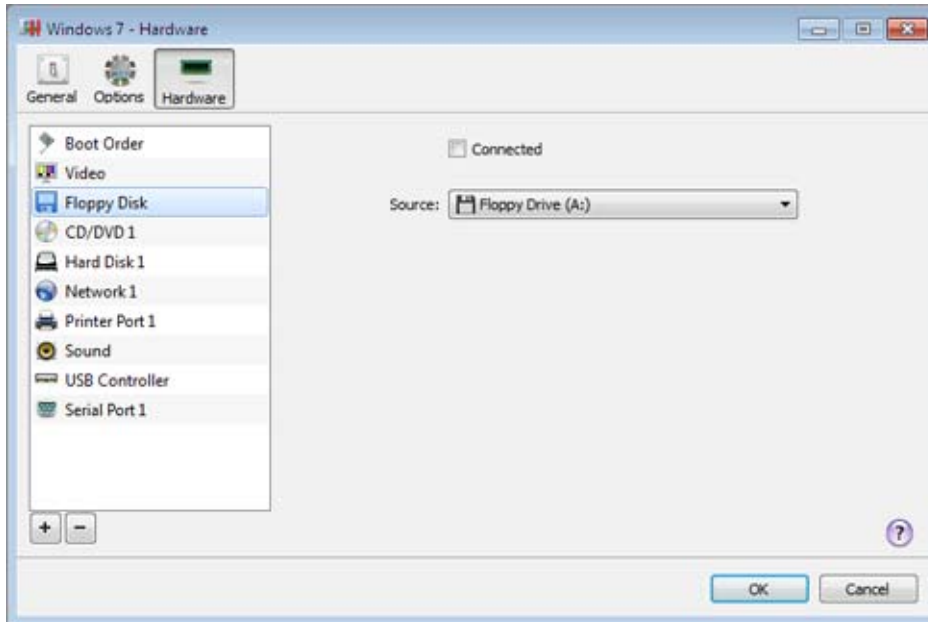 Windows 7 - Hardware
General Options Hardware
Boot Order
Video
Floppy Disk
CD/DVD 1
Hard Disk 1
Network 1
Printer Port 1
Sound
USB Controller
Serial Port 1
Connected
Source: Floppy Drive (A:)
+ −
?
OK Cancel